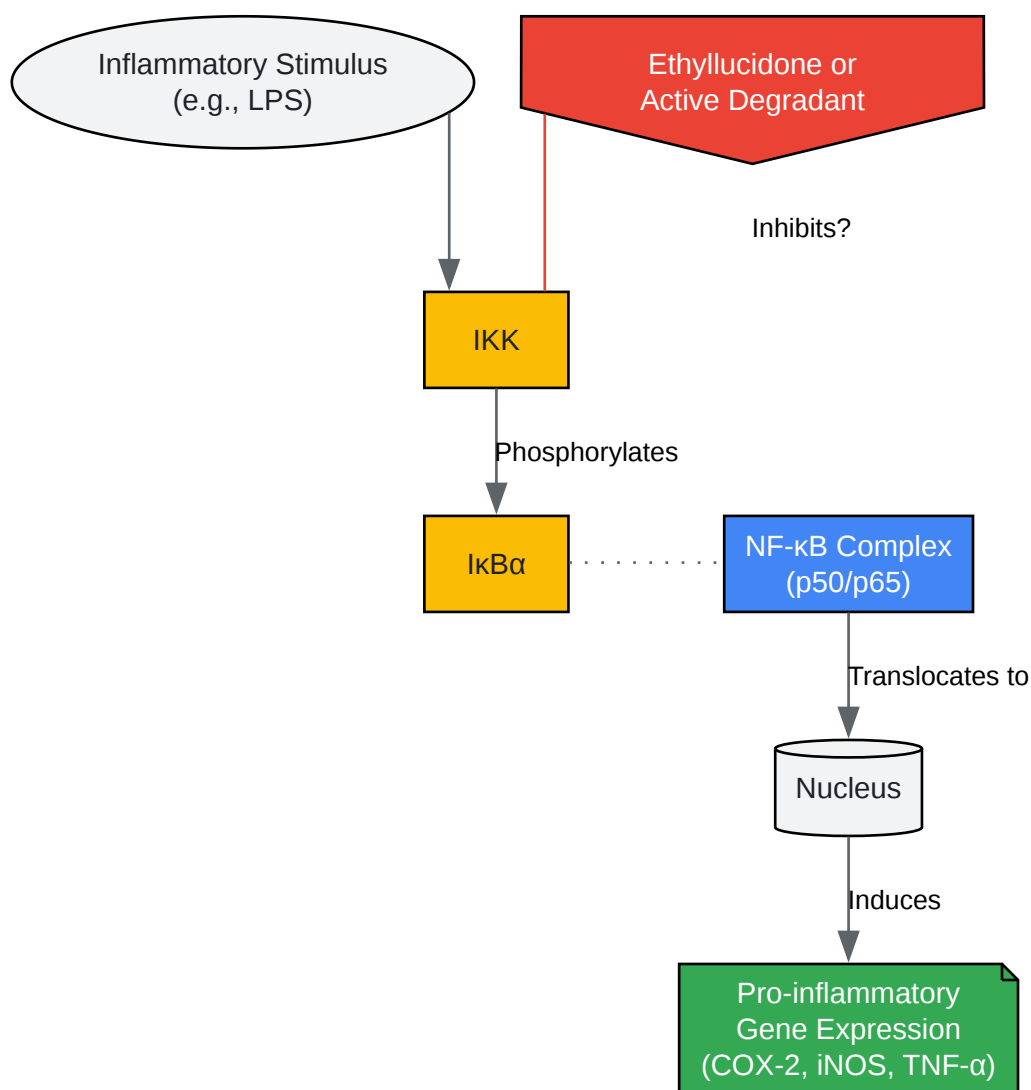 Inflammatory Stimulus
(e.g., LPS)
Ethyllucidone or
Active Degradant
Inhibits?
IKK
Phosphorylates
IκBα
NF-κB Complex
(p50/p65)
Translocates to
Nucleus
Induces
Pro-inflammatory
Gene Expression
(COX-2, iNOS, TNF-α)